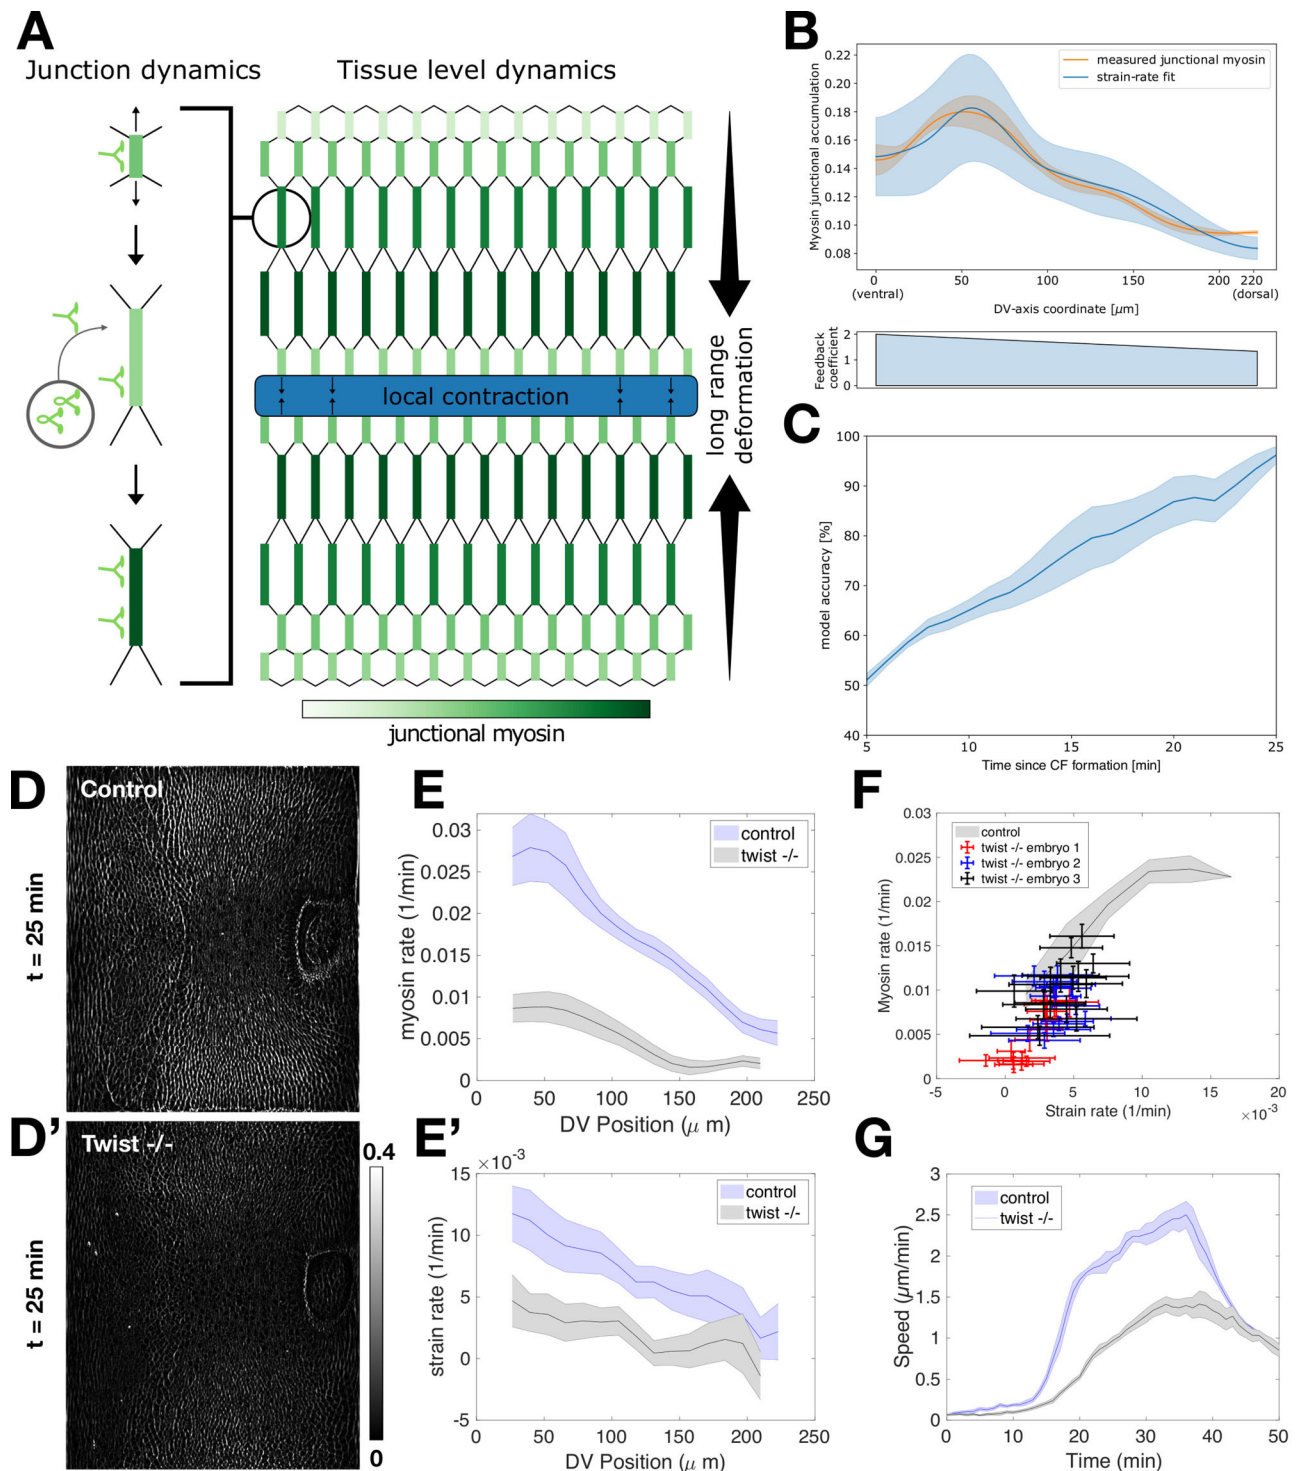 A
Junction dynamics
Tissue level dynamics
local contraction
long range
deformation
junctional myosin
B
measured junctional myosin
strain-rate fit
Myosin junctional accumulation
0.22
0.20
0.18
0.16
0.14
0.12
0.10
0.08
0 50 100 150 200 220
(ventral) (dorsal)
DV-axis coordinate [μm]
Feedback
coefficient
2
1
0
C
model accuracy [%]
100
90
80
70
60
50
40
5 10 15 20 25
Time since CF formation [min]
D
Control
t = 25 min
D'
Twist -/-
t = 25 min
0.4
0
E
control
twist -/-
myosin rate (1/min)
0.03
0.025
0.02
0.015
0.01
0.005
0
0 50 100 150 200 250
DV Position (μ m)
E'
×10⁻³
control
twist -/-
strain rate (1/min)
15
10
5
0
-5
0 50 100 150 200 250
DV Position (μ m)
F
control
twist -/- embryo 1
twist -/- embryo 2
twist -/- embryo 3
Myosin rate (1/min)
0.03
0.025
0.02
0.015
0.01
0.005
0
-5 0 5 10 15 20
Strain rate (1/min)
×10⁻³
G
control
twist -/-
Speed (μm/min)
3
2.5
2
1.5
1
0.5
0
0 10 20 30 40 50
Time (min)